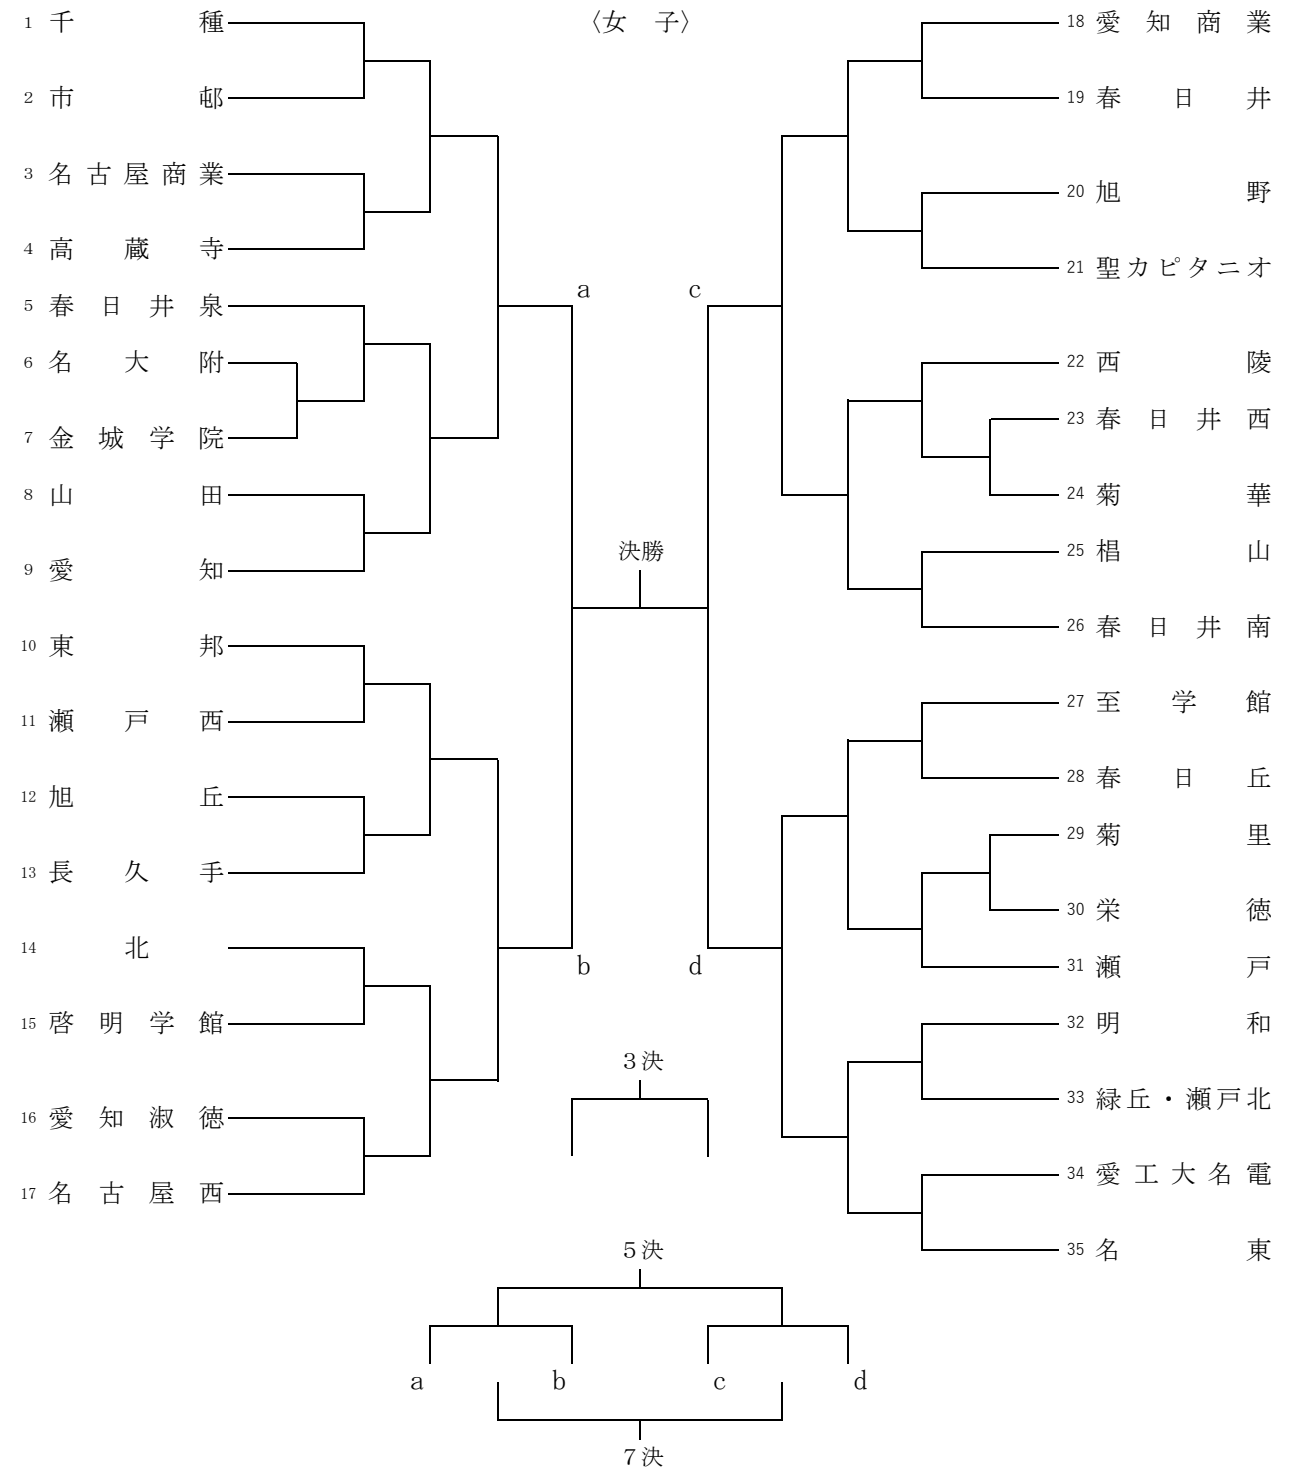 〈女　子〉
1 千種
2 市邨
3 名古屋商業
4 高蔵寺
5 春日井泉
6 名大附
7 金城学院
8 山田
9 愛知
10 東邦
11 瀬戸西
12 旭丘
13 長久手
14 北
15 啓明学館
16 愛知淑徳
17 名古屋西
a
b
決勝
c
d
18 愛知商業
19 春日井
20 旭野
21 聖カピタニオ
22 西陵
23 春日井西
24 菊華
25 椙山
26 春日井南
27 至学館
28 春日丘
29 菊里
30 栄徳
31 瀬戸
32 明和
33 緑丘・瀬戸北
34 愛工大名電
35 名東
３決
５決
a b c d
７決